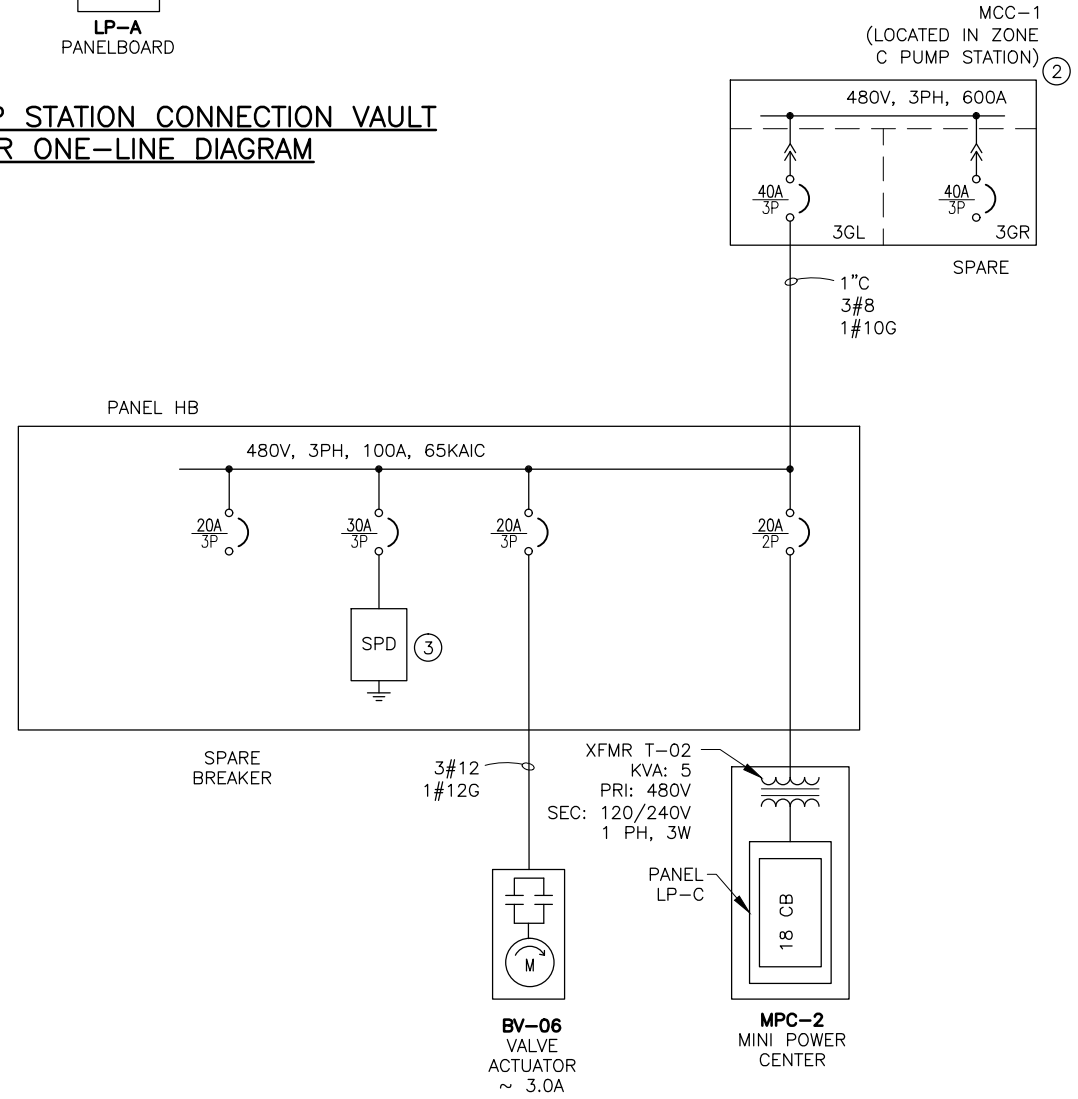 LP-A
PANELBOARD
STATION CONNECTION VAULT
ONE-LINE DIAGRAM
MCC-1
(LOCATED IN ZONE
C PUMP STATION)
2
480V, 3PH, 600A
40A
3P
40A
3P
3GL
3GR
SPARE
1"C
3#8
1#10G
PANEL HB
480V, 3PH, 100A, 65KAIC
20A
3P
30A
3P
20A
3P
20A
2P
SPD
3
SPARE
BREAKER
3#12
1#12G
XFMR T-02
KVA: 5
PRI: 480V
SEC: 120/240V
1 PH, 3W
PANEL
LP-C
18 CB
M
BV-06
VALVE
ACTUATOR
~ 3.0A
MPC-2
MINI POWER
CENTER